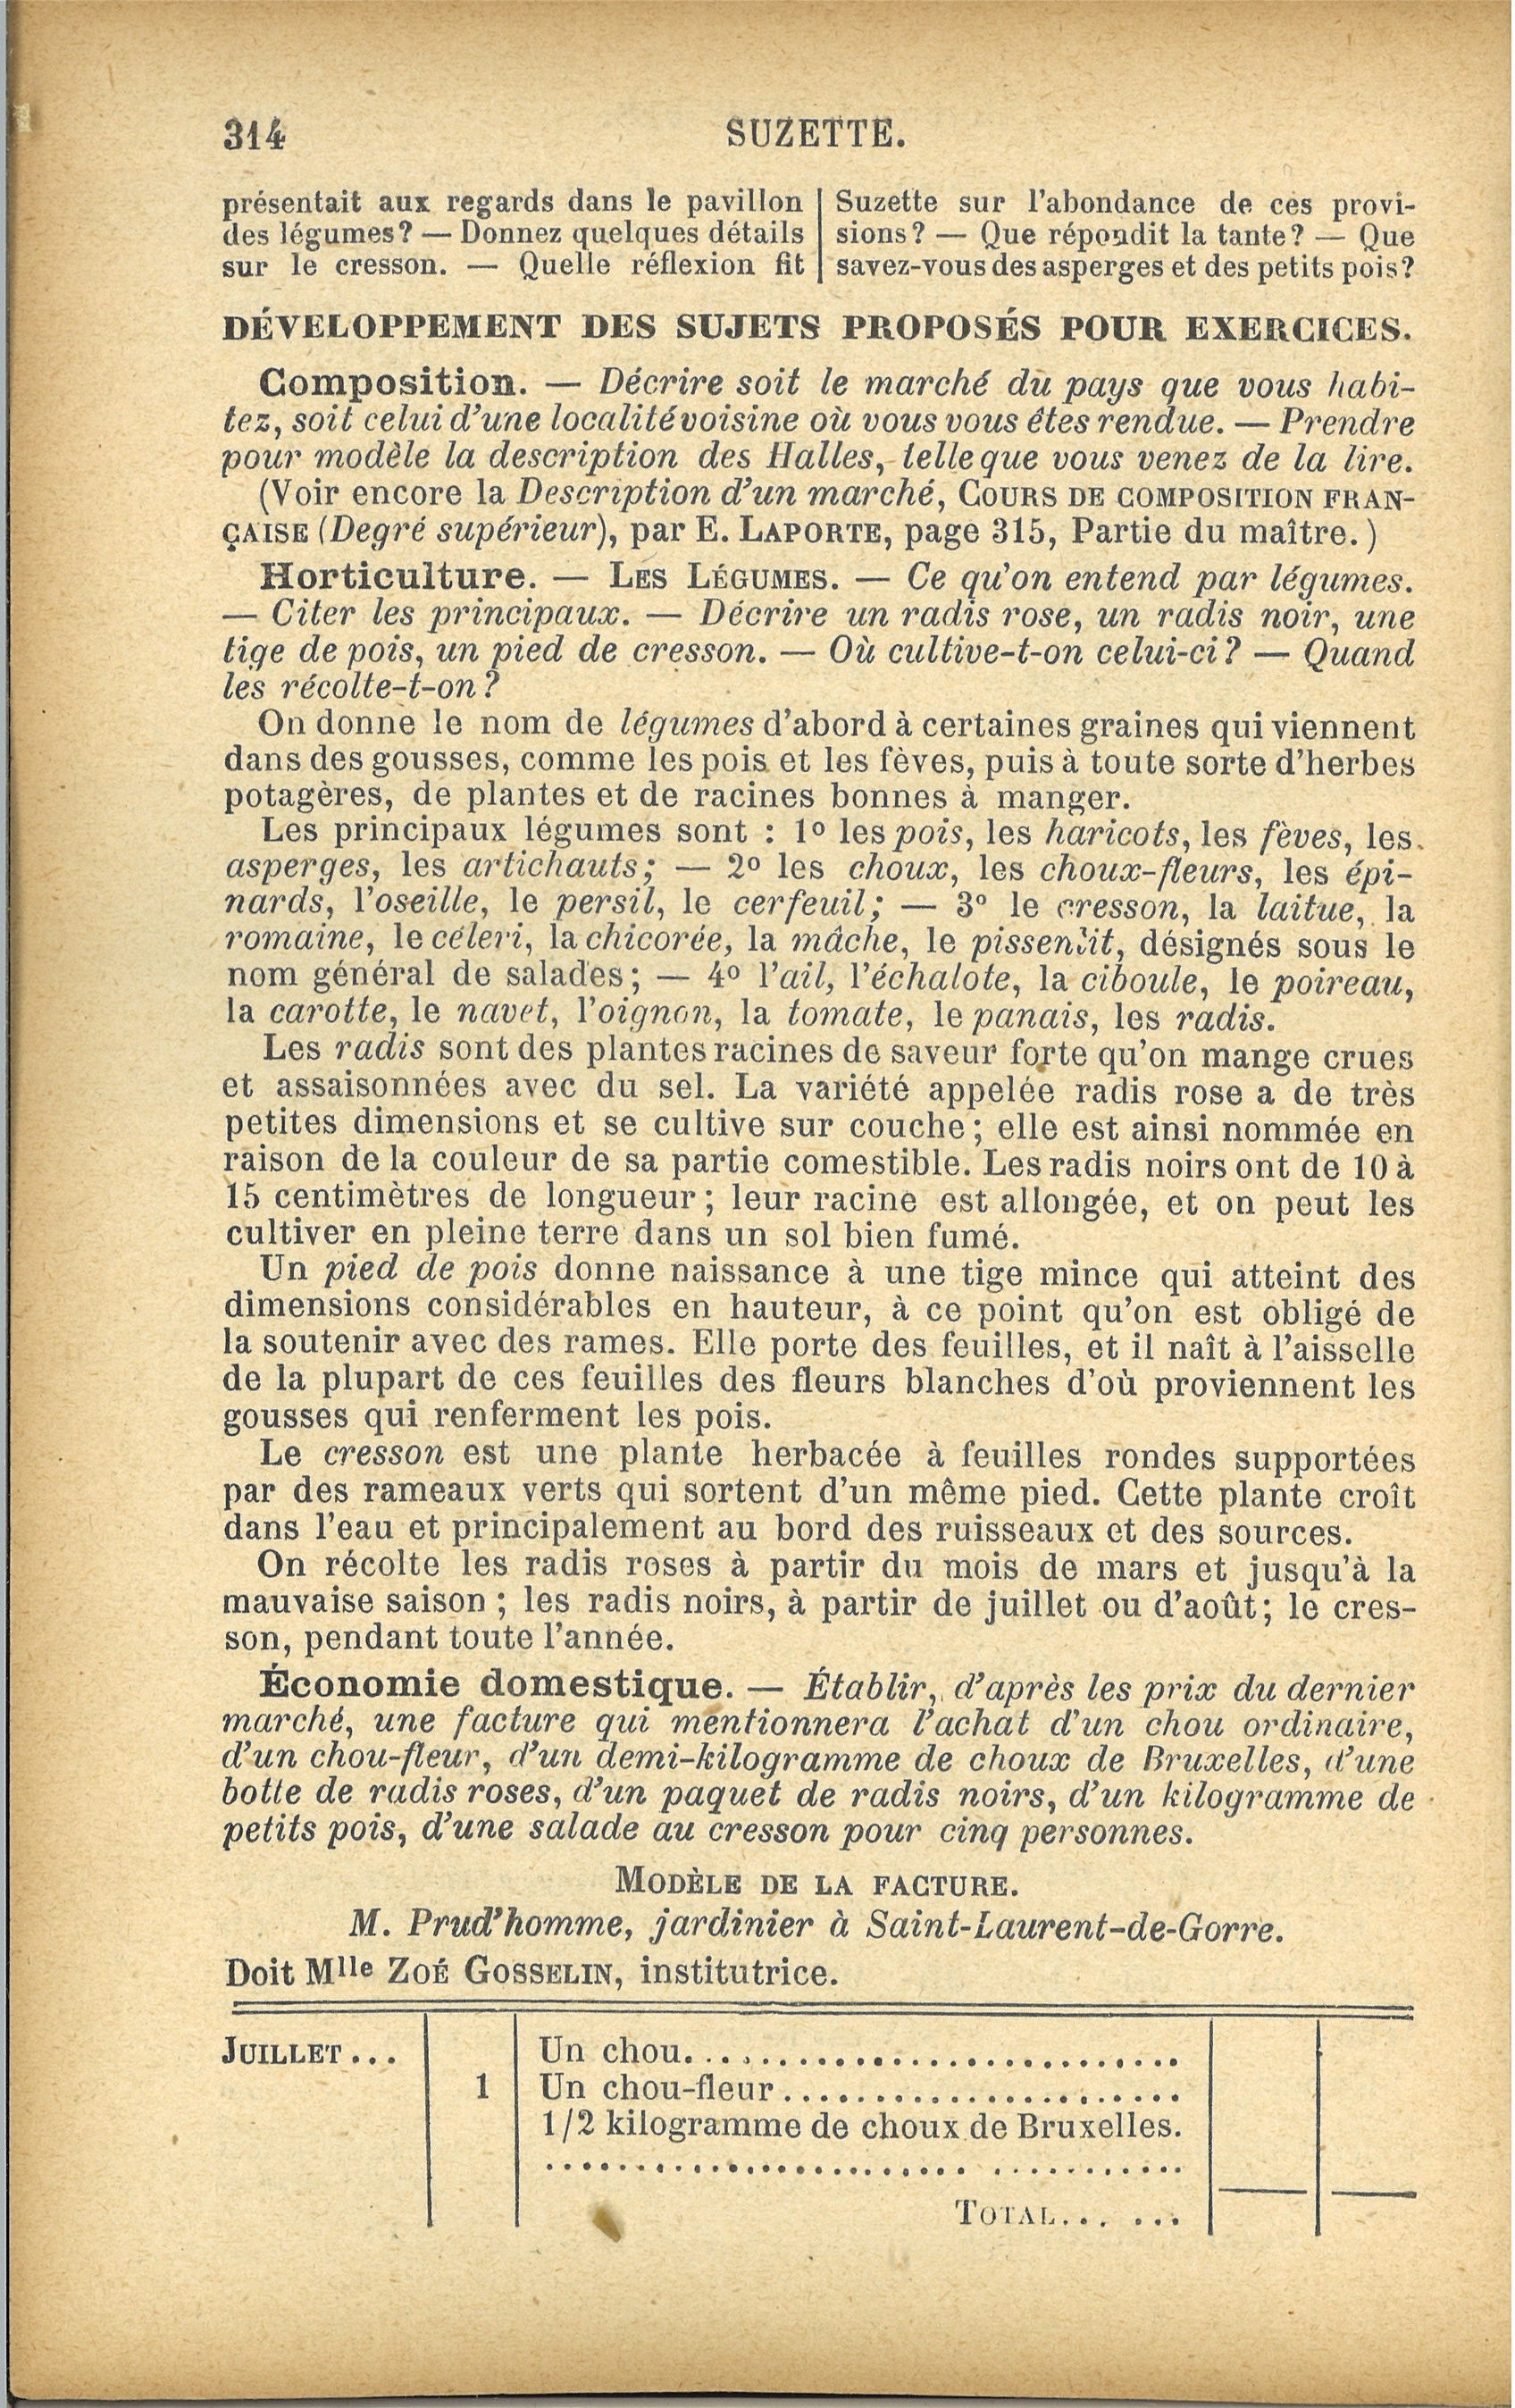 314
SUZETTE.
présentait aux regards dans le pavillon
des légumes? — Donnez quelques détails
sur le cresson. — Quelle réflexion fit
Suzette sur l'abondance de ces provi-
sions? — Que répondit la tante? — Que
savez-vous des asperges et des petits pois?
DÉVELOPPEMENT DES SUJETS PROPOSÉS POUR EXERCICES.
Composition. — Décrire soit le marché du pays que vous habi-
tez, soit celui d'une localité voisine où vous vous êtes rendue. — Prendre
pour modèle la description des Halles, telle que vous venez de la lire.
(Voir encore la Description d'un marché, COURS DE COMPOSITION FRAN-
ÇAISE (Degré supérieur), par E. LAPORTE, page 315, Partie du maître.)
Horticulture. — LES LÉGUMES. — Ce qu'on entend par légumes.
— Citer les principaux. — Décrire un radis rose, un radis noir, une
tige de pois, un pied de cresson. — Où cultive-t-on celui-ci? — Quand
les récolte-t-on?
On donne le nom de légumes d'abord à certaines graines qui viennent
dans des gousses, comme les pois et les fèves, puis à toute sorte d'herbes
potagères, de plantes et de racines bonnes à manger.
Les principaux légumes sont : 1º les pois, les haricots, les fèves, les
asperges, les artichauts; — 2º les choux, les choux-fleurs, les épi-
nards, l'oseille, le persil, le cerfeuil; — 3º le cresson, la laitue, la
romaine, le céleri, la chicorée, la mâche, le pissenlit, désignés sous le
nom général de salades; — 4º l'ail, l'échalote, la ciboule, le poireau,
la carotte, le navet, l'oignon, la tomate, le panais, les radis.
Les radis sont des plantes racines de saveur forte qu'on mange crues
et assaisonnées avec du sel. La variété appelée radis rose a de très
petites dimensions et se cultive sur couche; elle est ainsi nommée en
raison de la couleur de sa partie comestible. Les radis noirs ont de 10 à
15 centimètres de longueur; leur racine est allongée, et on peut les
cultiver en pleine terre dans un sol bien fumé.
Un pied de pois donne naissance à une tige mince qui atteint des
dimensions considérables en hauteur, à ce point qu'on est obligé de
la soutenir avec des rames. Elle porte des feuilles, et il naît à l'aisselle
de la plupart de ces feuilles des fleurs blanches d'où proviennent les
gousses qui renferment les pois.
Le cresson est une plante herbacée à feuilles rondes supportées
par des rameaux verts qui sortent d'un même pied. Cette plante croît
dans l'eau et principalement au bord des ruisseaux et des sources.
On récolte les radis roses à partir du mois de mars et jusqu'à la
mauvaise saison ; les radis noirs, à partir de juillet ou d'août; le cres-
son, pendant toute l'année.
Économie domestique. — Établir, d'après les prix du dernier
marché, une facture qui mentionnera l'achat d'un chou ordinaire,
d'un chou-fleur, d'un demi-kilogramme de choux de Bruxelles, d'une
botte de radis roses, d'un paquet de radis noirs, d'un kilogramme de
petits pois, d'une salade au cresson pour cinq personnes.
MODÈLE DE LA FACTURE.
M. Prud'homme, jardinier à Saint-Laurent-de-Gorre.
Doit Mlle ZOÉ GOSSELIN, institutrice.
JUILLET...
Un chou..............................
1 Un chou-fleur........................
1/2 kilogramme de choux de Bruxelles.
....................................
TOTAL......